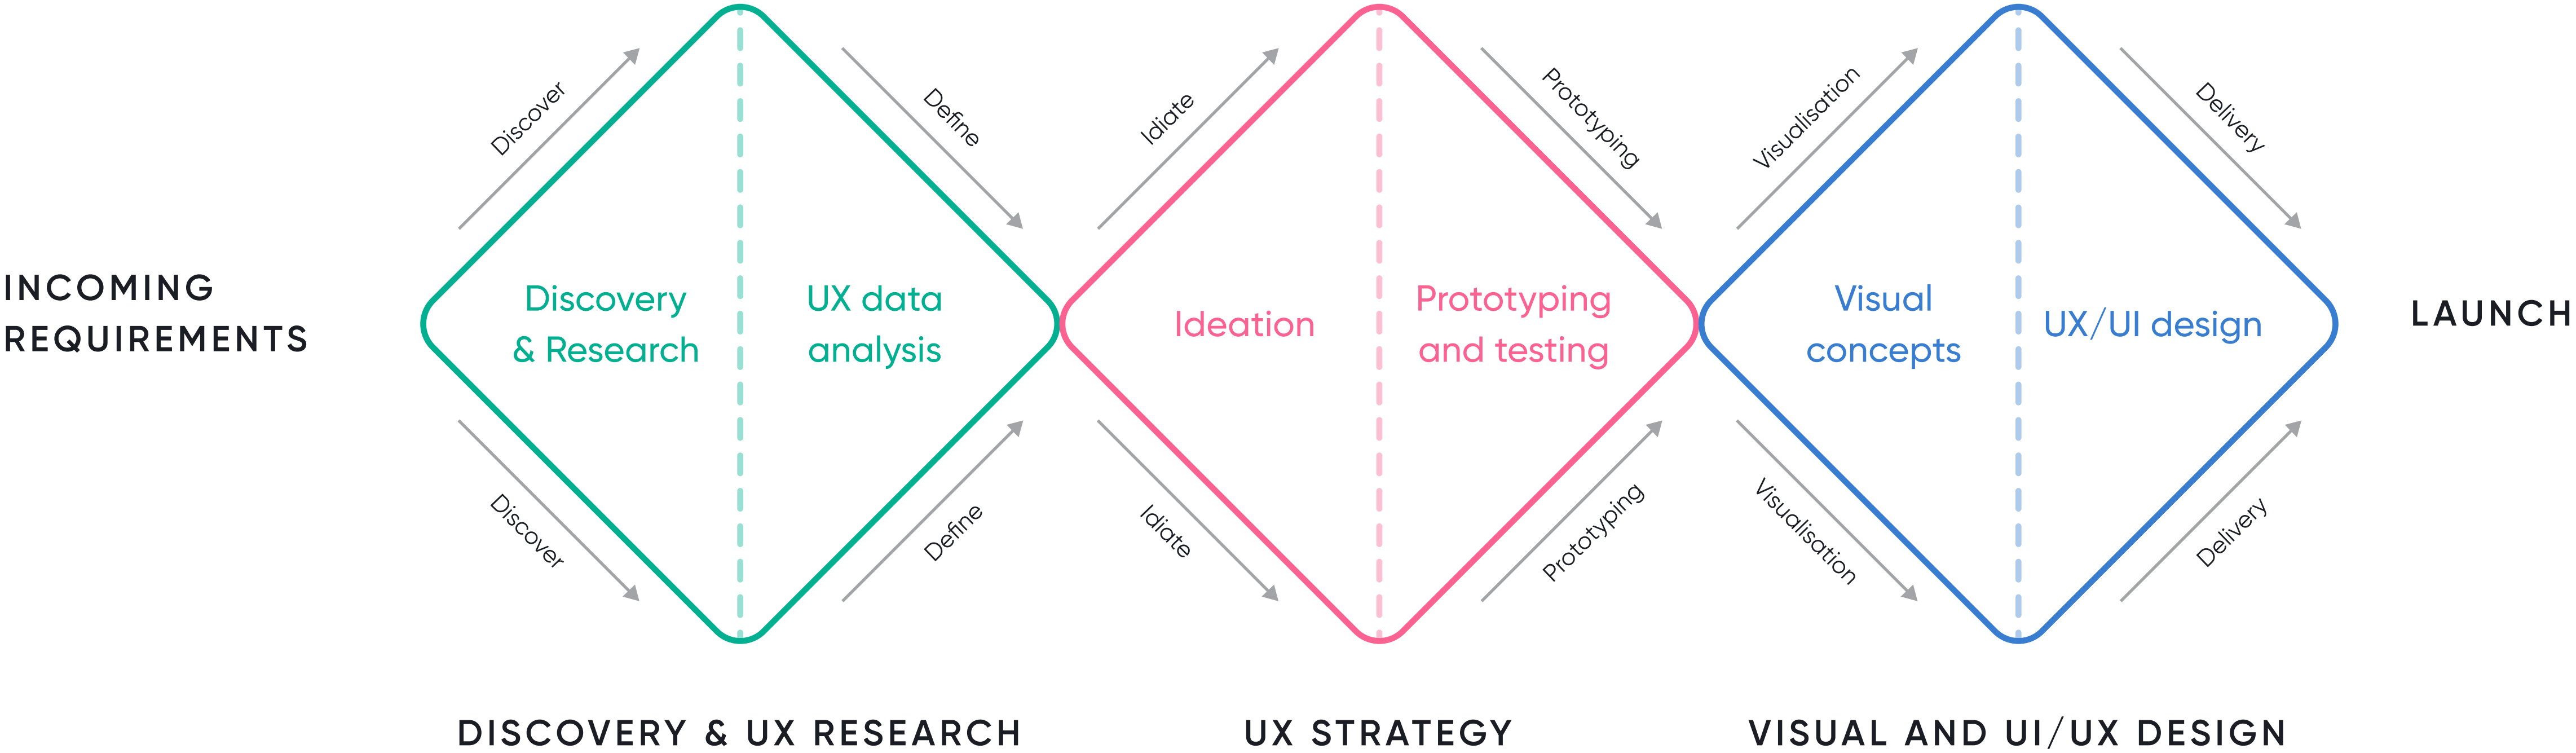 Discover
Define
Idiate
Prototyping
Visualisation
Delivery
INCOMING
REQUIREMENTS
Discovery
& Research
UX data
analysis
Ideation
Prototyping
and testing
Visual
concepts
UX/UI design
LAUNCH
Discover
Define
Idiate
Prototyping
Visualisation
Delivery
DISCOVERY & UX RESEARCH
UX STRATEGY
VISUAL AND UI/UX DESIGN